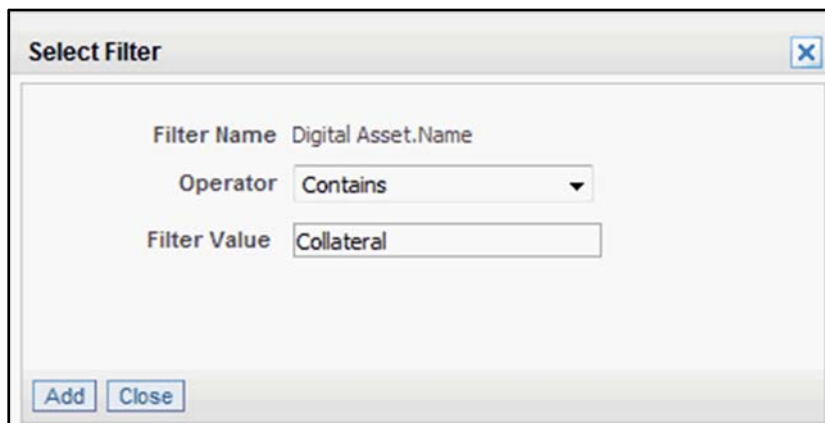 Select Filter
Filter Name Digital Asset.Name
Operator Contains
Filter Value Collateral
Add Close